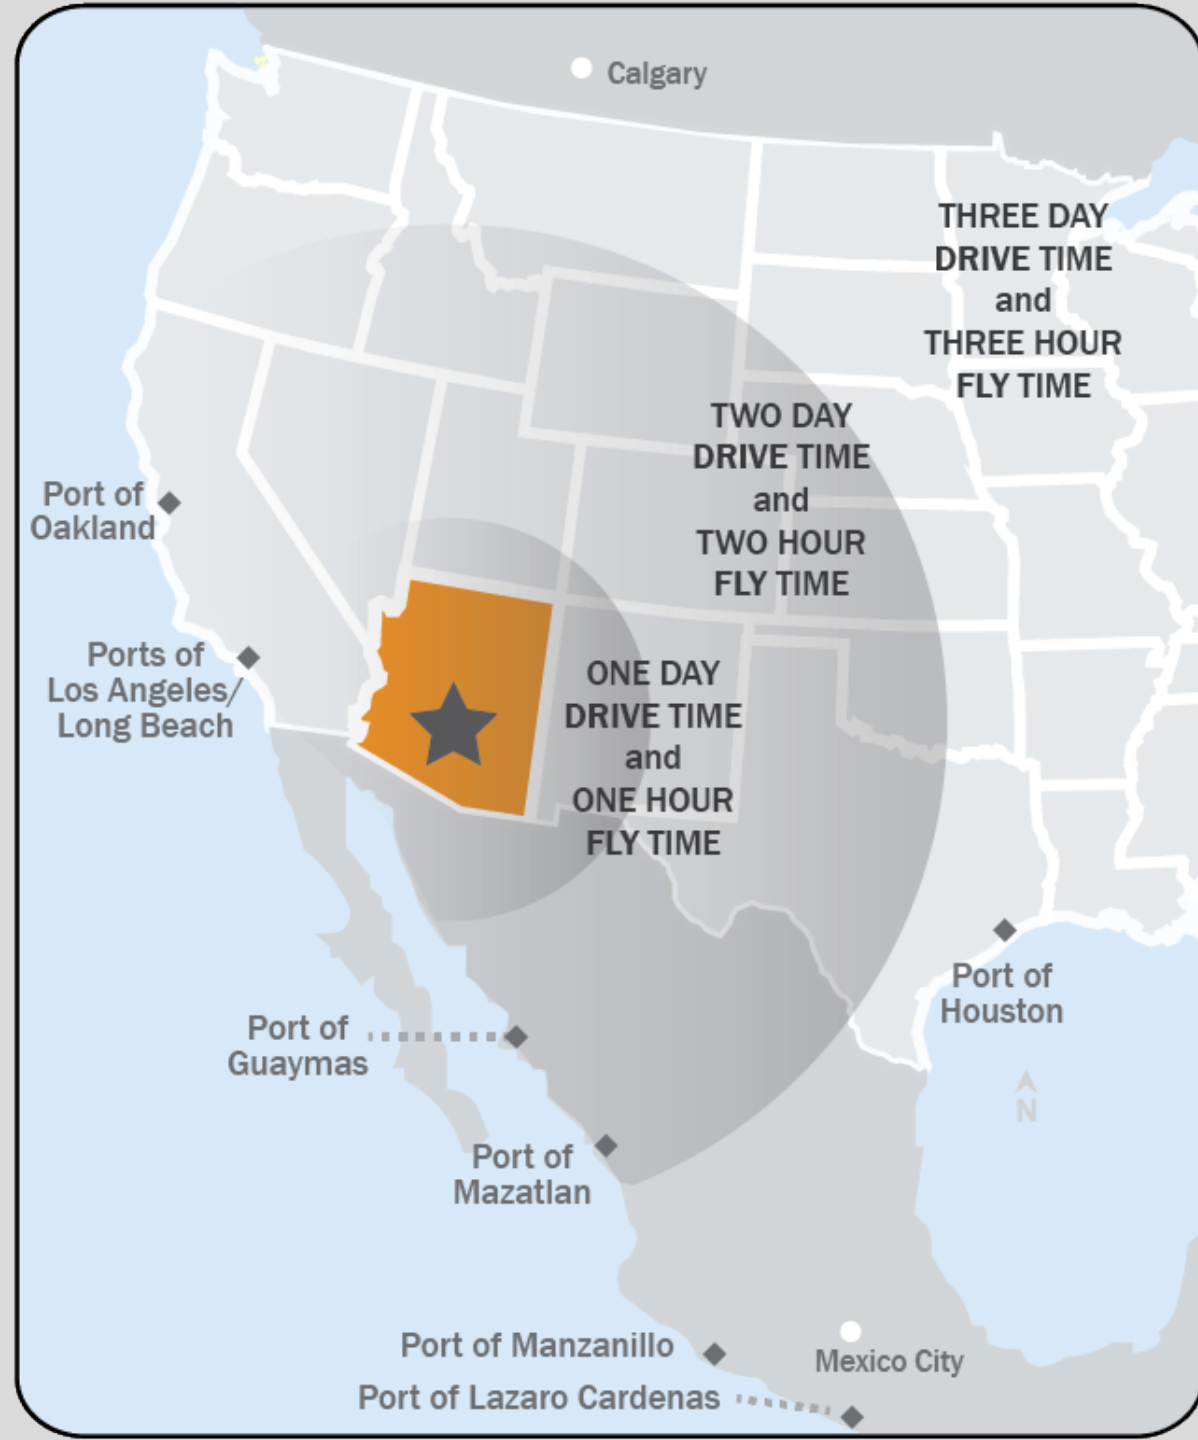 Calgary
THREE DAY
DRIVE TIME
and
THREE HOUR
FLY TIME
TWO DAY
DRIVE TIME
and
TWO HOUR
FLY TIME
Port of
Oakland
Ports of
Los Angeles/
Long Beach
ONE DAY
DRIVE TIME
and
ONE HOUR
FLY TIME
Port of
Houston
Port of
Guaymas
N
Port of
Mazatlan
Port of Manzanillo
Mexico City
Port of Lazaro Cardenas